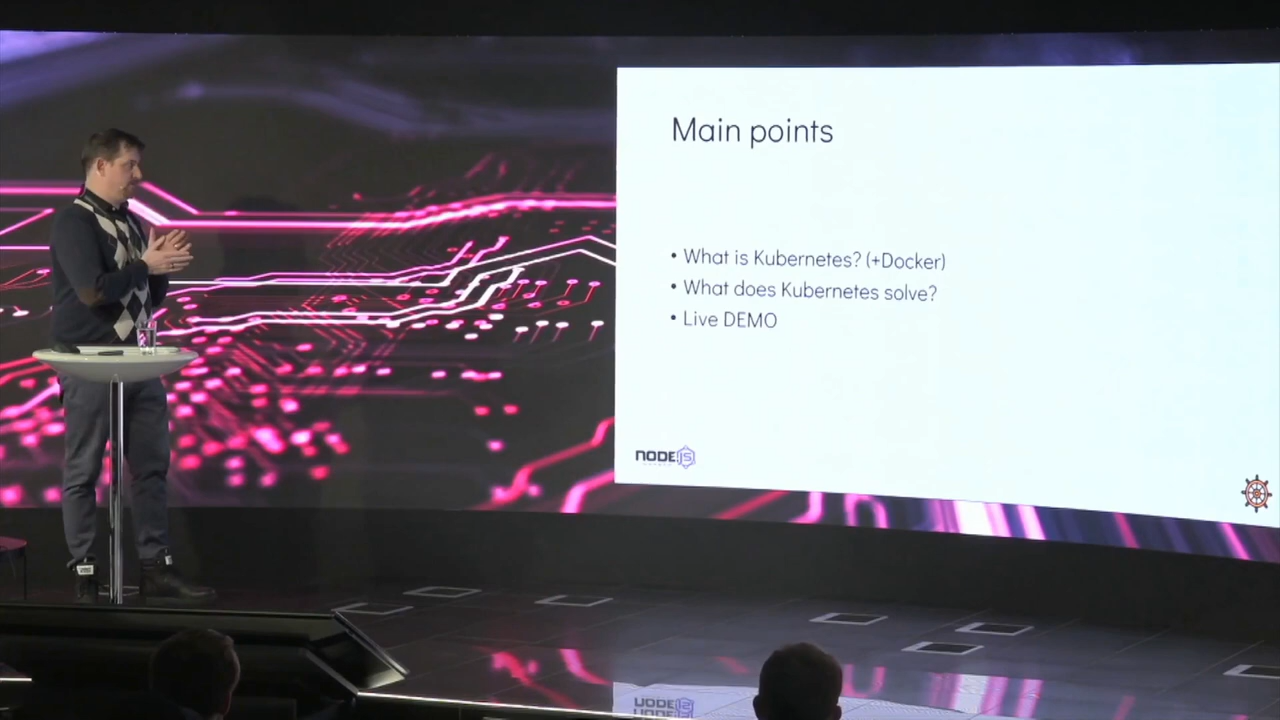 Main points
• What is Kubernetes? (+Docker)
• What does Kubernetes solve?
• Live DEMO
NODE JS